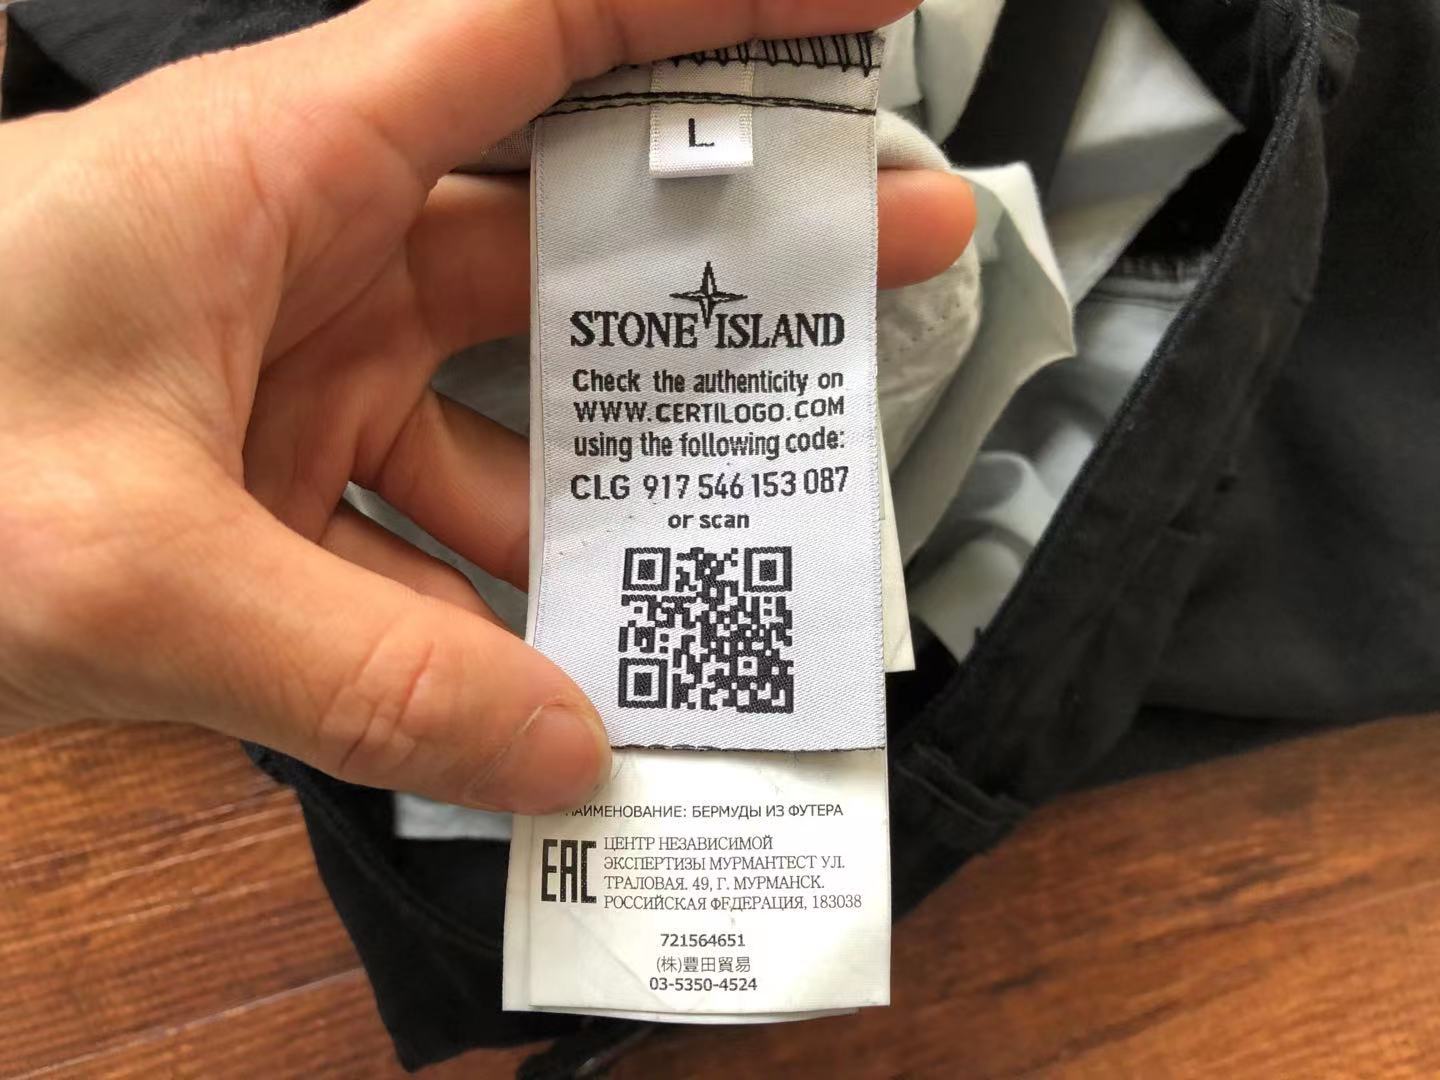 L
STONE ISLAND
Check the authenticity on
WWW.CERTILOGO.COM
using the following code:
CLG 917 546 153 087
or scan
НАИМЕНОВАНИЕ: БЕРМУДЫ ИЗ ФУТЕРА
EAC
ЦЕНТР НЕЗАВИСИМОЙ
ЭКСПЕРТИЗЫ МУРМАНТЕСТ УЛ.
ТРАЛОВАЯ. 49, Г. МУРМАНСК.
РОССИЙСКАЯ ФЕДЕРАЦИЯ, 183038
721564651
(株)豐田貿易
03-5350-4524